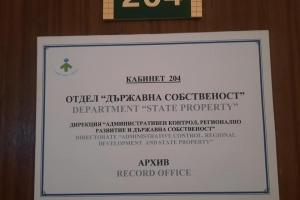 204
КАБИНЕТ 204
ОТДЕЛ "ДЪРЖАВНА СОБСТВЕНОСТ"
DEPARTMENT "STATE PROPERTY"
ДИРЕКЦИЯ "АДМИНИСТРАТИВЕН КОНТРОЛ, РЕГИОНАЛНО
РАЗВИТИЕ И ДЪРЖАВНА СОБСТВЕНОСТ"
DIRECTORATE "ADMINISTRATIVE CONTROL, REGIONAL
DEVELOPMENT AND STATE PROPERTY"
АРХИВ
RECORD OFFICE